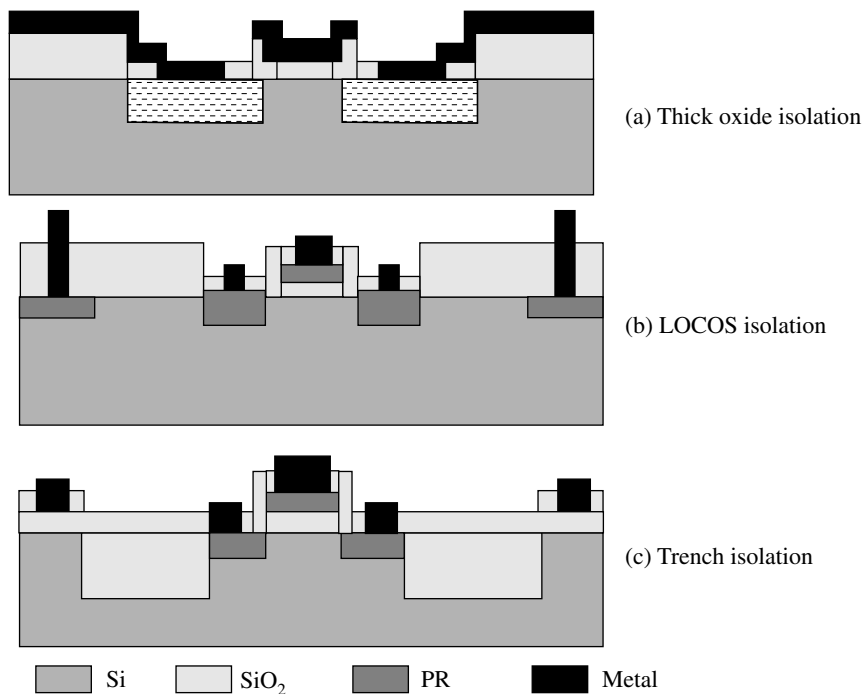 (a) Thick oxide isolation
(b) LOCOS isolation
(c) Trench isolation
Si SiO₂ PR Metal